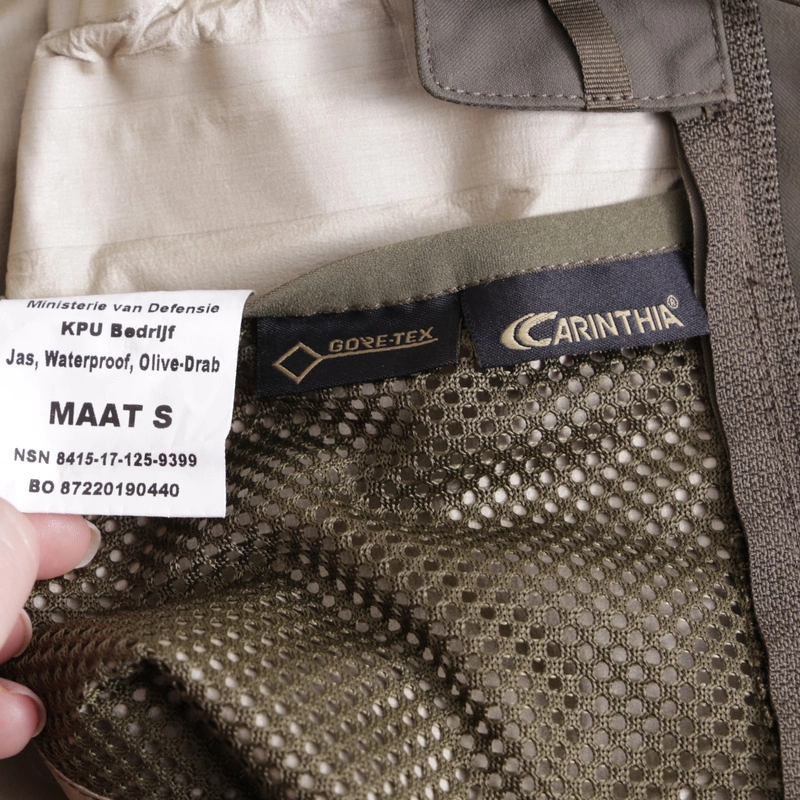 Ministerie van Defensie
KPU Bedrijf
Jas, Waterproof, Olive-Drab
MAAT S
NSN 8415-17-125-9399
BO 87220190440
GORE-TEX
CARINTHIA®